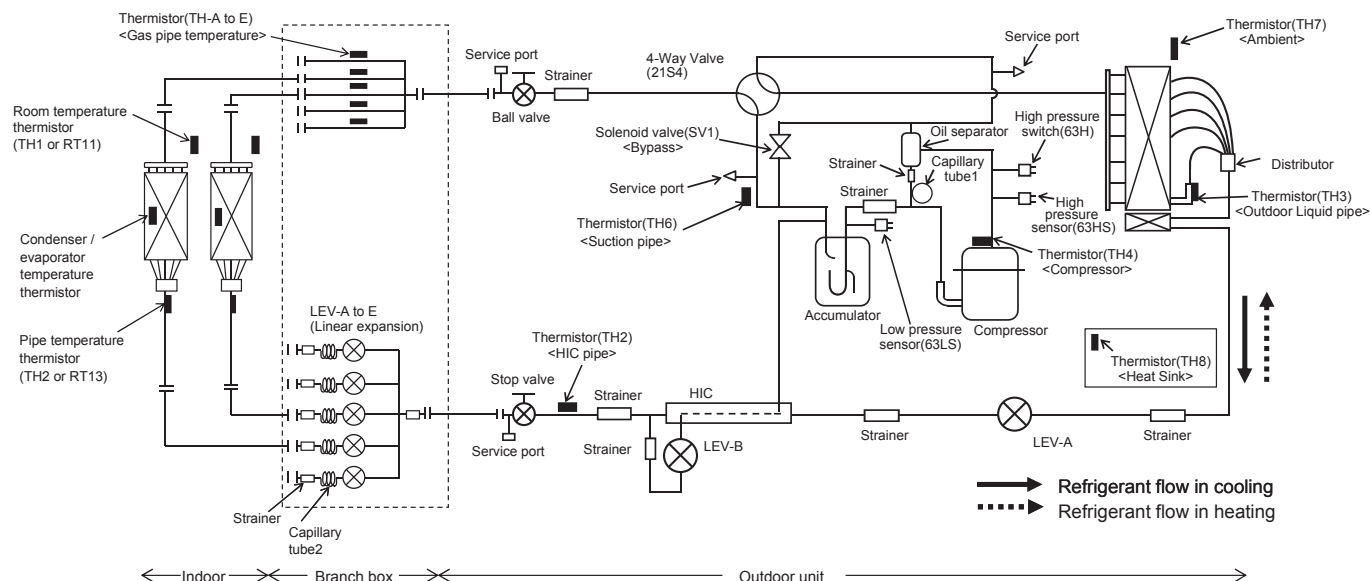 Thermistor(TH-A to E)
<Gas pipe temperature>
Service port
Strainer
Ball valve
4-Way Valve
(21S4)
Service port
Thermistor(TH7)
<Ambient>
Room temperature
thermistor
(TH1 or RT11)
Solenoid valve(SV1)
<Bypass>
Oil separator
High pressure
switch(63H)
Strainer
Capillary
tube1
Distributor
Service port
Strainer
Thermistor(TH6)
<Suction pipe>
High
pressure
sensor(63HS)
Thermistor(TH3)
<Outdoor Liquid pipe>
Condenser /
evaporator
temperature
thermistor
Thermistor(TH4)
<Compressor>
Accumulator
Low pressure
sensor(63LS)
Compressor
LEV-A to E
(Linear expansion)
Pipe temperature
thermistor
(TH2 or RT13)
Thermistor(TH2)
<HIC pipe>
Thermistor(TH8)
<Heat Sink>
Stop valve
Strainer
HIC
Service port
Strainer
LEV-B
Strainer
LEV-A
Strainer
Strainer
Capillary
tube2
Refrigerant flow in cooling
Refrigerant flow in heating
Indoor
Branch box
Outdoor unit